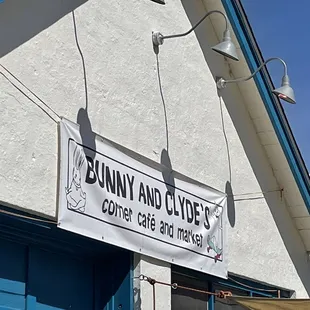 BUNNY AND CLYDE'S
corner café and market